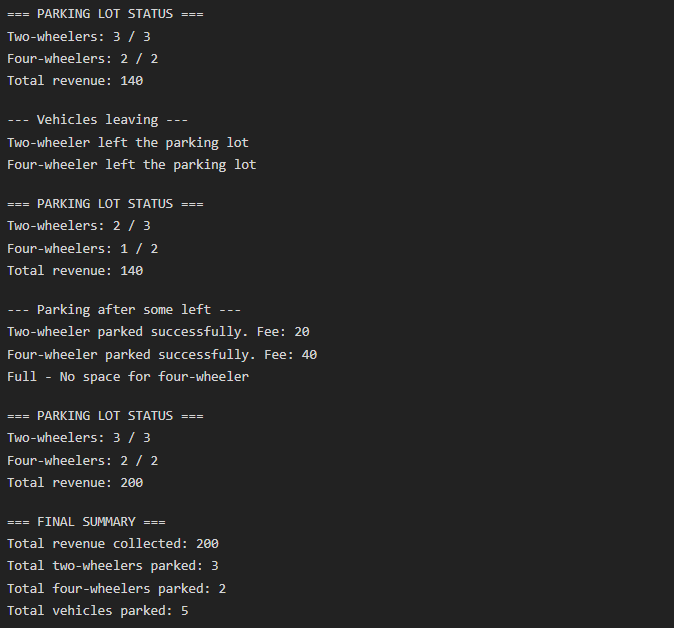 === PARKING LOT STATUS ===
Two-wheelers: 3 / 3
Four-wheelers: 2 / 2
Total revenue: 140
--- Vehicles leaving ---
Two-wheeler left the parking lot
Four-wheeler left the parking lot
=== PARKING LOT STATUS ===
Two-wheelers: 2 / 3
Four-wheelers: 1 / 2
Total revenue: 140
--- Parking after some left ---
Two-wheeler parked successfully. Fee: 20
Four-wheeler parked successfully. Fee: 40
Full - No space for four-wheeler
=== PARKING LOT STATUS ===
Two-wheelers: 3 / 3
Four-wheelers: 2 / 2
Total revenue: 200
=== FINAL SUMMARY ===
Total revenue collected: 200
Total two-wheelers parked: 3
Total four-wheelers parked: 2
Total vehicles parked: 5